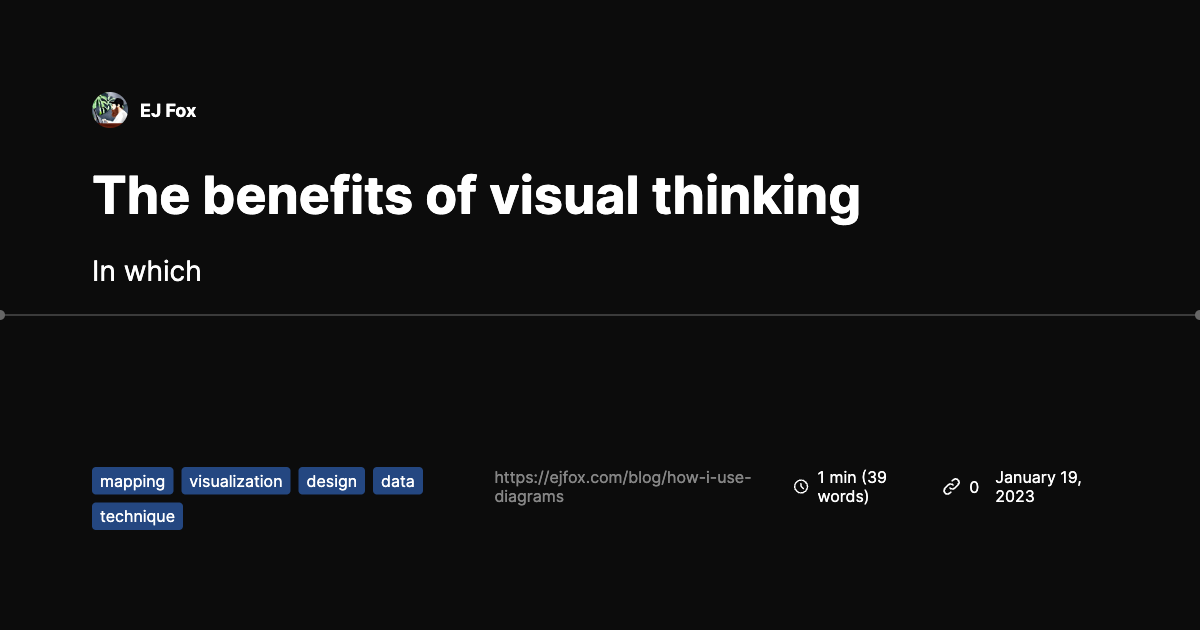 EJ Fox
The benefits of visual thinking
In which
mapping visualization design data
technique
https://ejfox.com/blog/how-i-use-
diagrams
1 min (39
words)
0
January 19,
2023